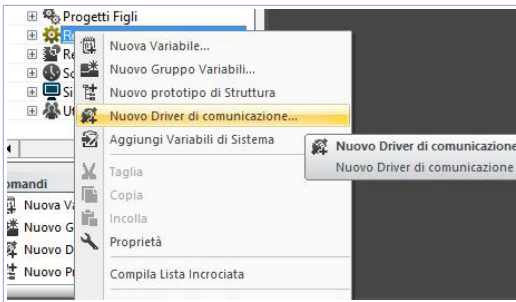 Progetti Figli
Nuova Variabile...
Nuovo Gruppo Variabili...
Nuovo prototipo di Struttura
Nuovo Driver di comunicazione...
Aggiungi Variabili di Sistema
Nuovo Driver di comunicazione
Nuovo Driver di comunicazione
Taglia
Copia
Incolla
Proprietà
Compila Lista Incrociata
omandi
Nuova Va
Nuovo G
Nuovo D
Nuovo Pr